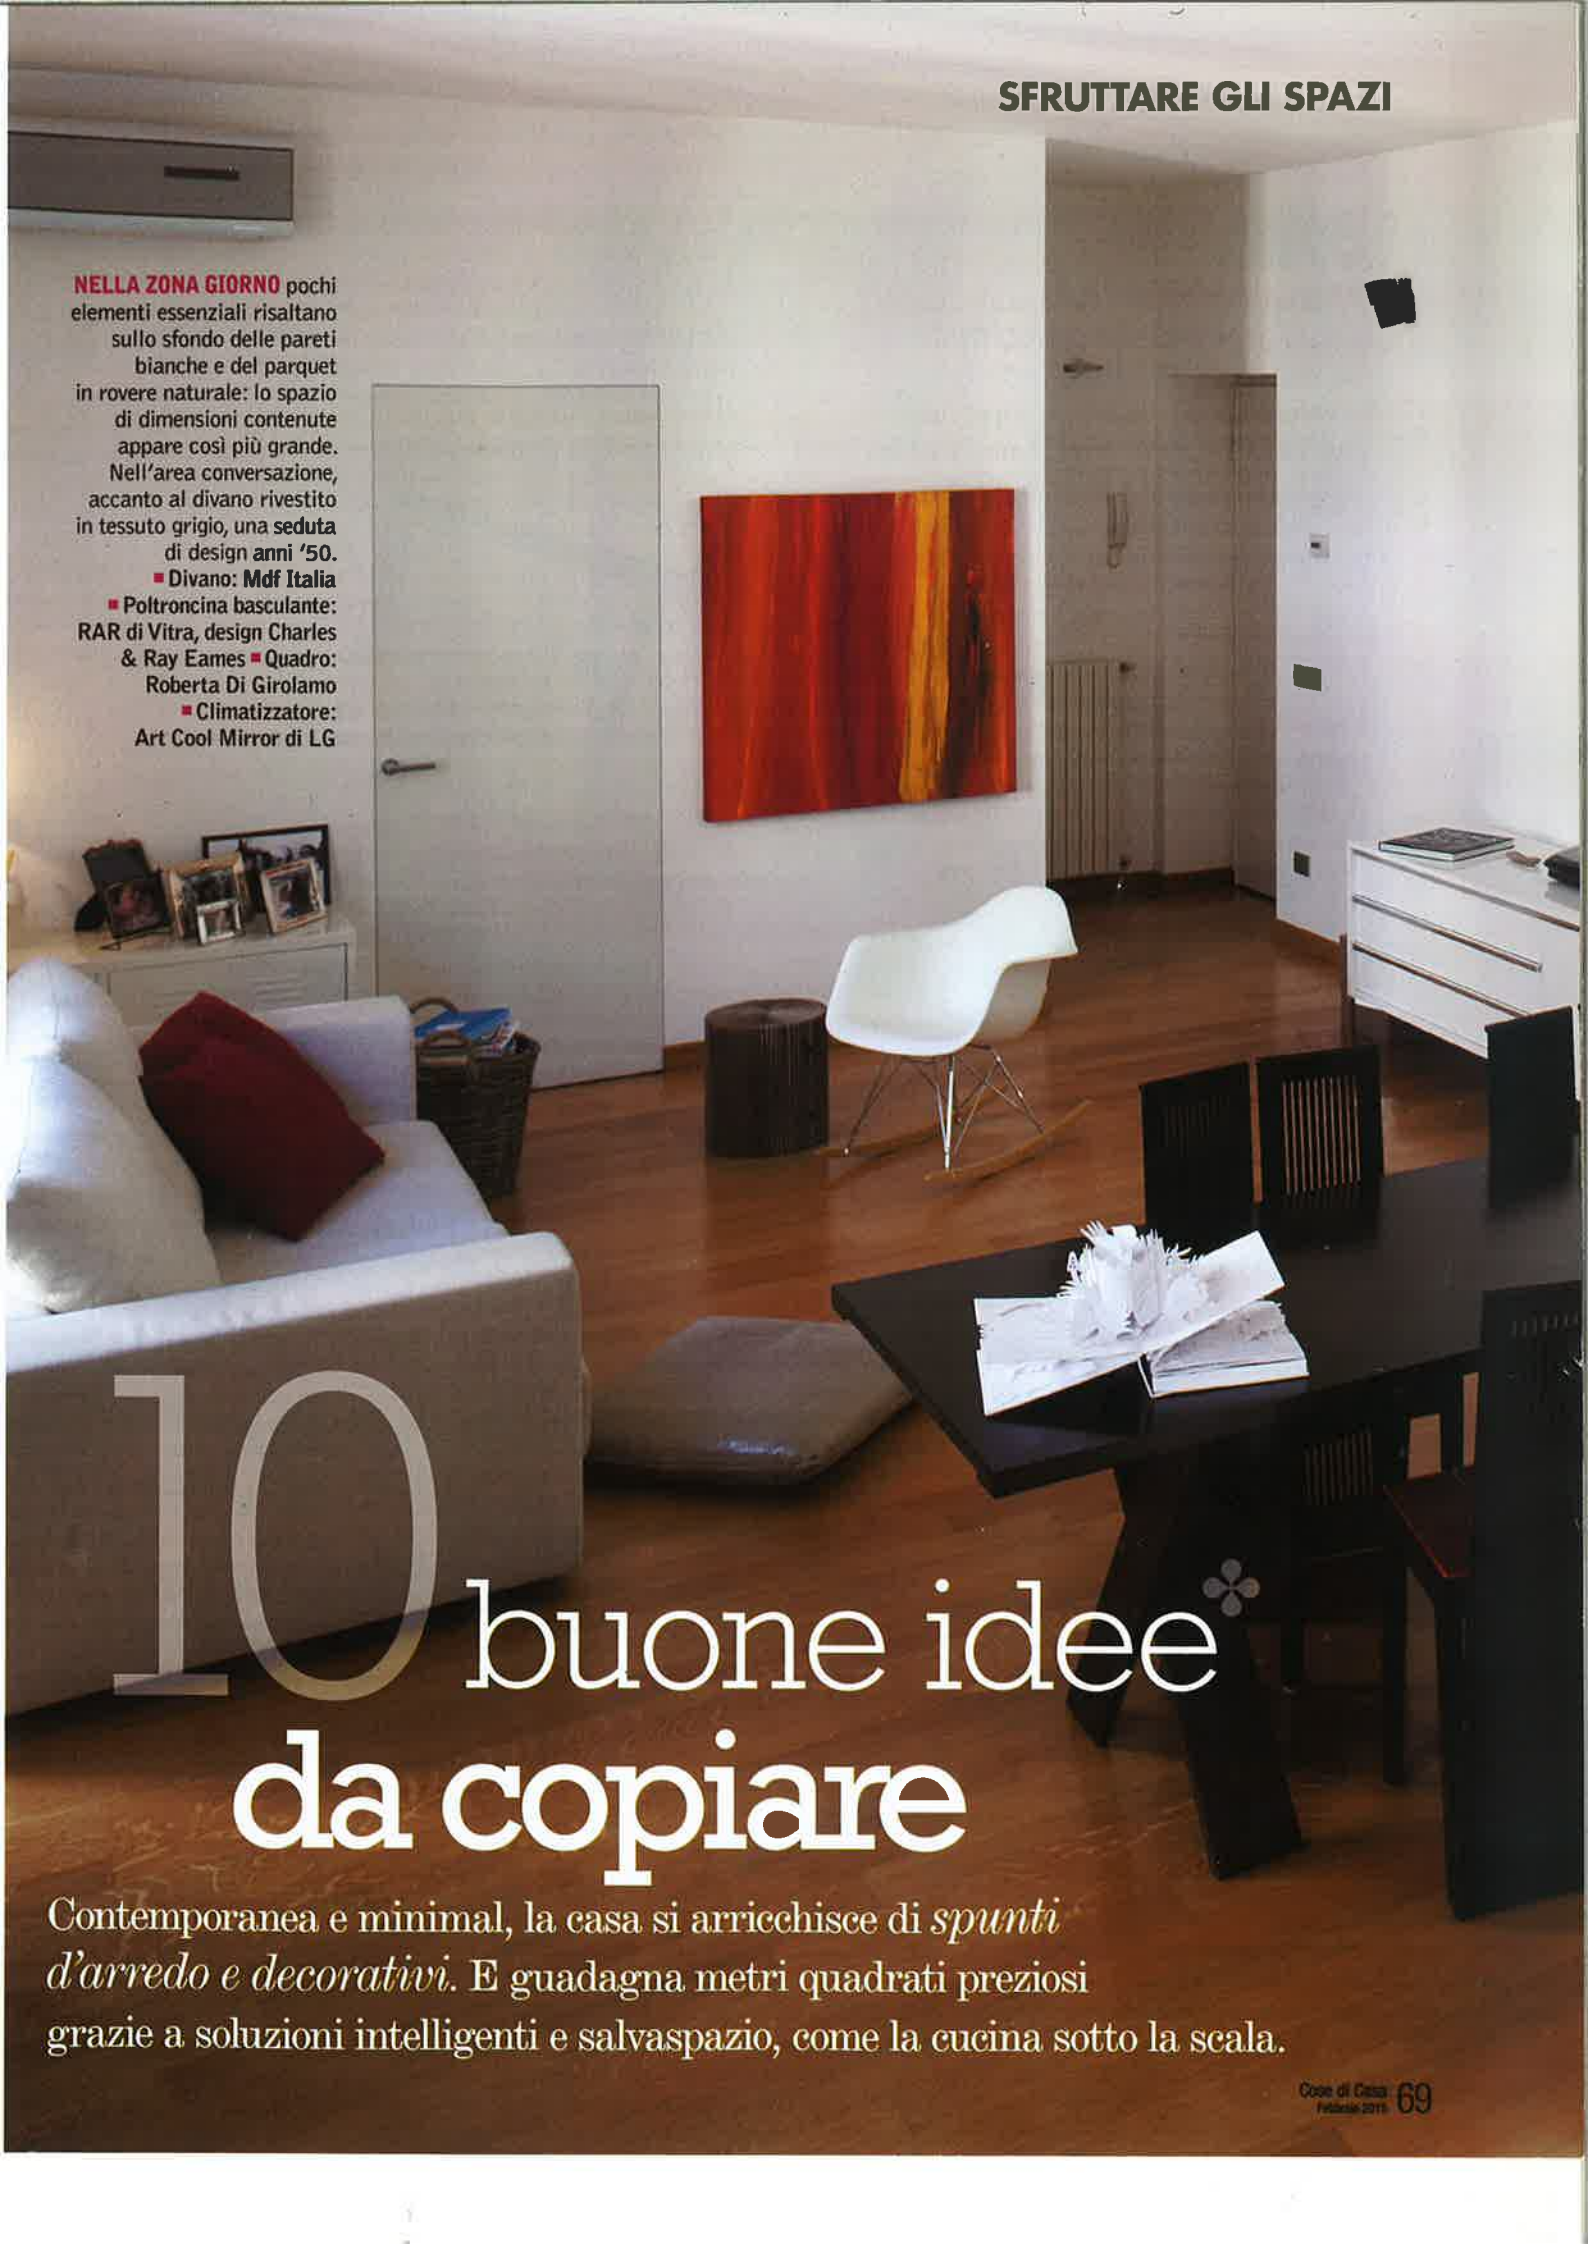 SFRUTTARE GLI SPAZI
NELLA ZONA GIORNO pochi
elementi essenziali risaltano
sullo sfondo delle pareti
bianche e del parquet
in rovere naturale: lo spazio
di dimensioni contenute
appare così più grande.
Nell'area conversazione,
accanto al divano rivestito
in tessuto grigio, una seduta
di design anni '50.
■ Divano: Mdf Italia
■ Poltroncina basculante:
RAR di Vitra, design Charles
& Ray Eames ■ Quadro:
Roberta Di Girolamo
■ Climatizzatore:
Art Cool Mirror di LG
10 buone idee
da copiare
Contemporanea e minimal, la casa si arricchisce di spunti
d'arredo e decorativi. E guadagna metri quadrati preziosi
grazie a soluzioni intelligenti e salvaspazio, come la cucina sotto la scala.
Cose di Casa 69
Febbraio